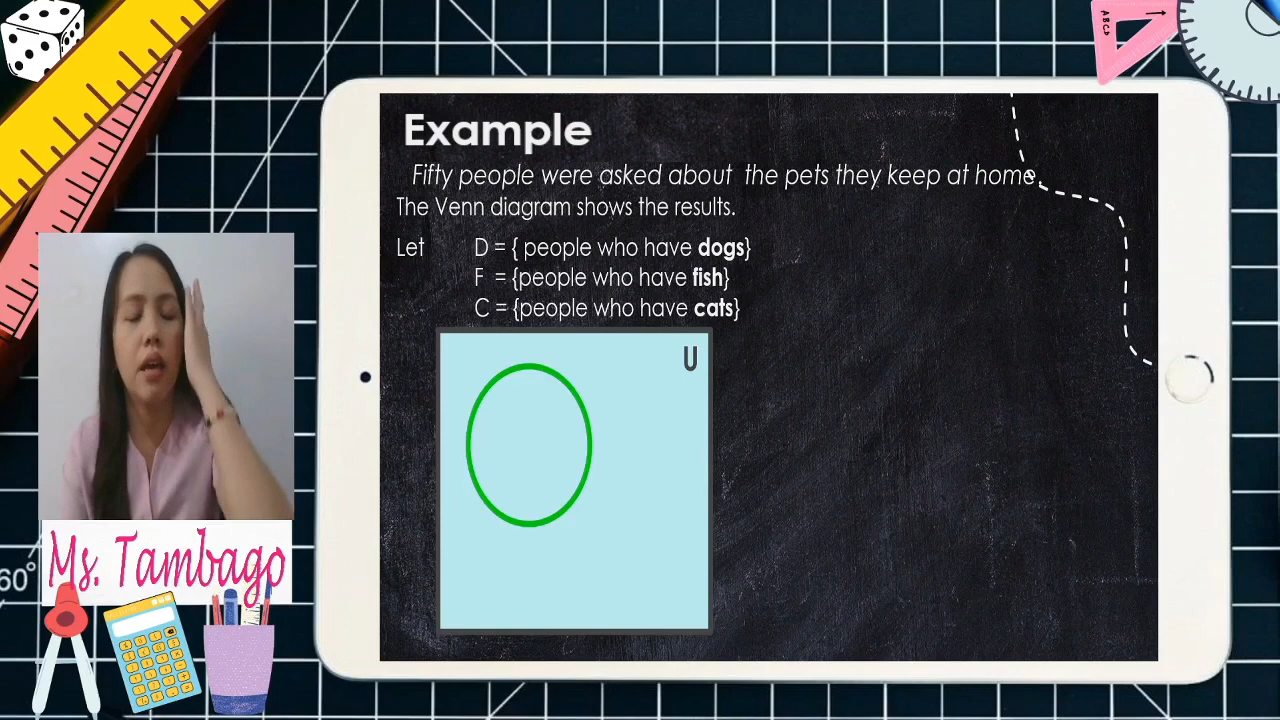 Example
Fifty people were asked about the pets they keep at home.
The Venn diagram shows the results.
Let D = { people who have dogs}
F = {people who have fish}
C = {people who have cats}
U
Ms. Tambago
60°
ABCD